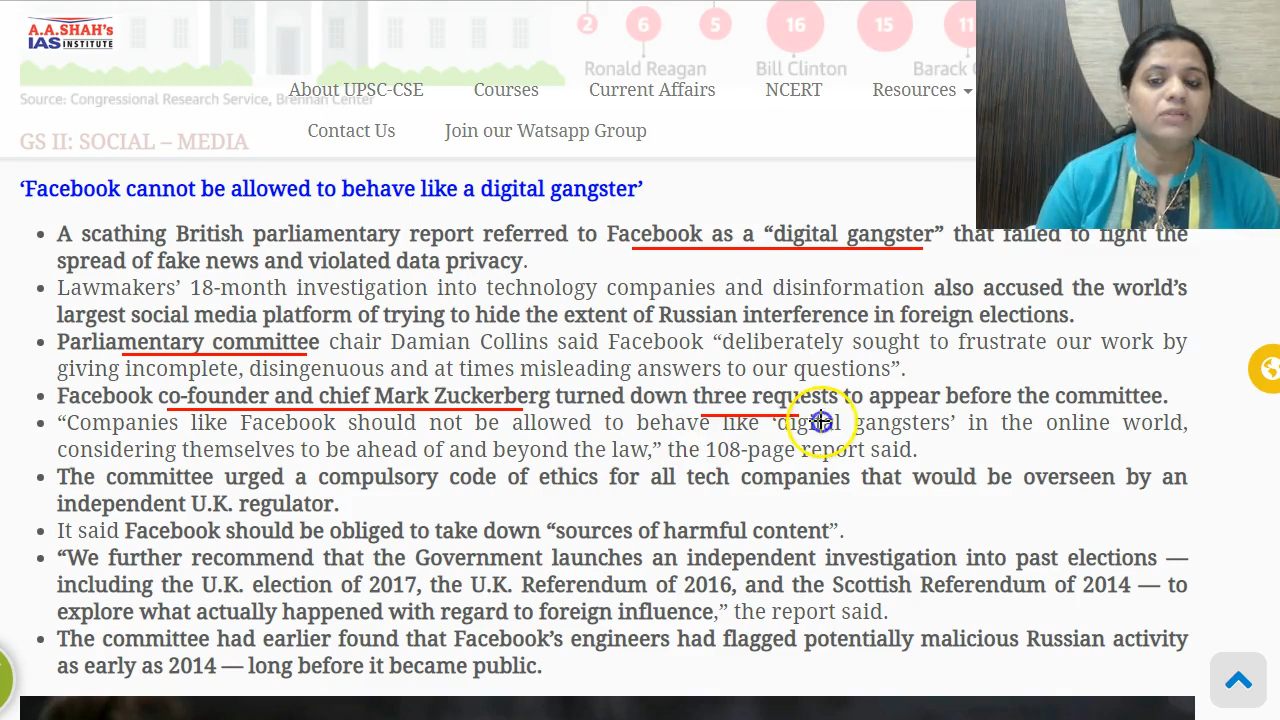 A.A.SHAH's
IAS INSTITUTE
2 6 5 16 15 11
Ronald Reagan Bill Clinton Barack
About UPSC-CSE Courses Current Affairs NCERT Resources
Source: Congressional Research Service, Brennan Center
Contact Us Join our Watsapp Group
GS II: SOCIAL – MEDIA
‘Facebook cannot be allowed to behave like a digital gangster’
• A scathing British parliamentary report referred to Facebook as a “digital gangster” that failed to fight the
spread of fake news and violated data privacy.
• Lawmakers’ 18-month investigation into technology companies and disinformation also accused the world’s
largest social media platform of trying to hide the extent of Russian interference in foreign elections.
• Parliamentary committee chair Damian Collins said Facebook “deliberately sought to frustrate our work by
giving incomplete, disingenuous and at times misleading answers to our questions”.
• Facebook co-founder and chief Mark Zuckerberg turned down three requests to appear before the committee.
• “Companies like Facebook should not be allowed to behave like ‘digital gangsters’ in the online world,
considering themselves to be ahead of and beyond the law,” the 108-page report said.
• The committee urged a compulsory code of ethics for all tech companies that would be overseen by an
independent U.K. regulator.
• It said Facebook should be obliged to take down “sources of harmful content”.
• “We further recommend that the Government launches an independent investigation into past elections —
including the U.K. election of 2017, the U.K. Referendum of 2016, and the Scottish Referendum of 2014 — to
explore what actually happened with regard to foreign influence,” the report said.
• The committee had earlier found that Facebook’s engineers had flagged potentially malicious Russian activity
as early as 2014 — long before it became public.